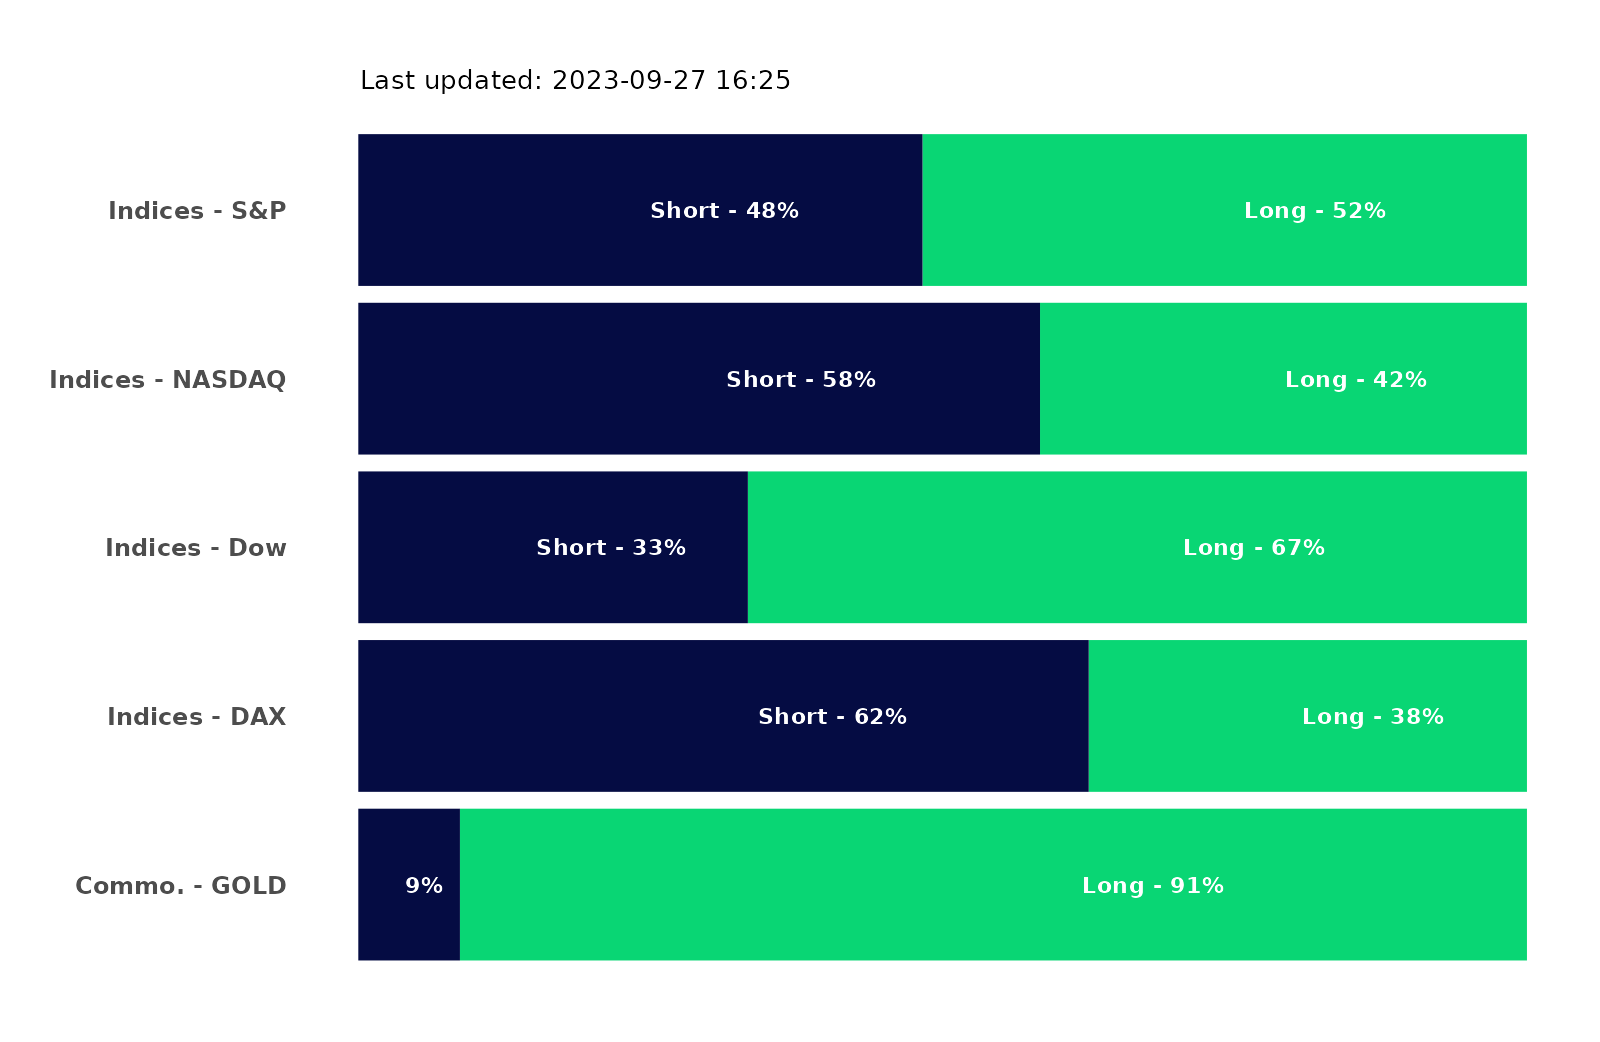 Last updated: 2023-09-27 16:25
Indices - S&P Short - 48% Long - 52%
Indices - NASDAQ Short - 58% Long - 42%
Indices - Dow Short - 33% Long - 67%
Indices - DAX Short - 62% Long - 38%
Commo. - GOLD 9% Long - 91%